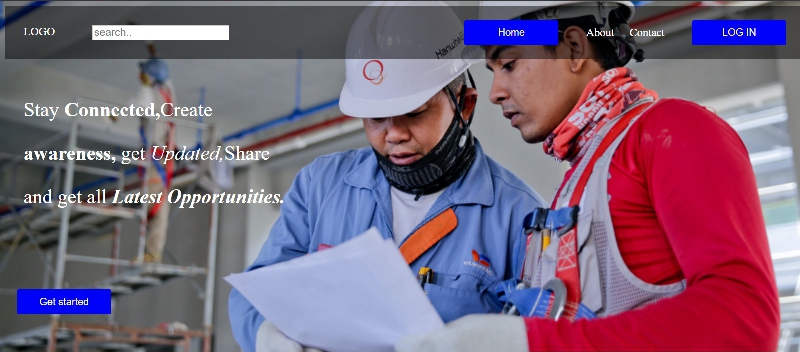 LOGO
search..
Home
About
Contact
LOG IN
Stay Connected,Create
awareness, get Updated,Share
and get all Latest Opportunities.
Get started